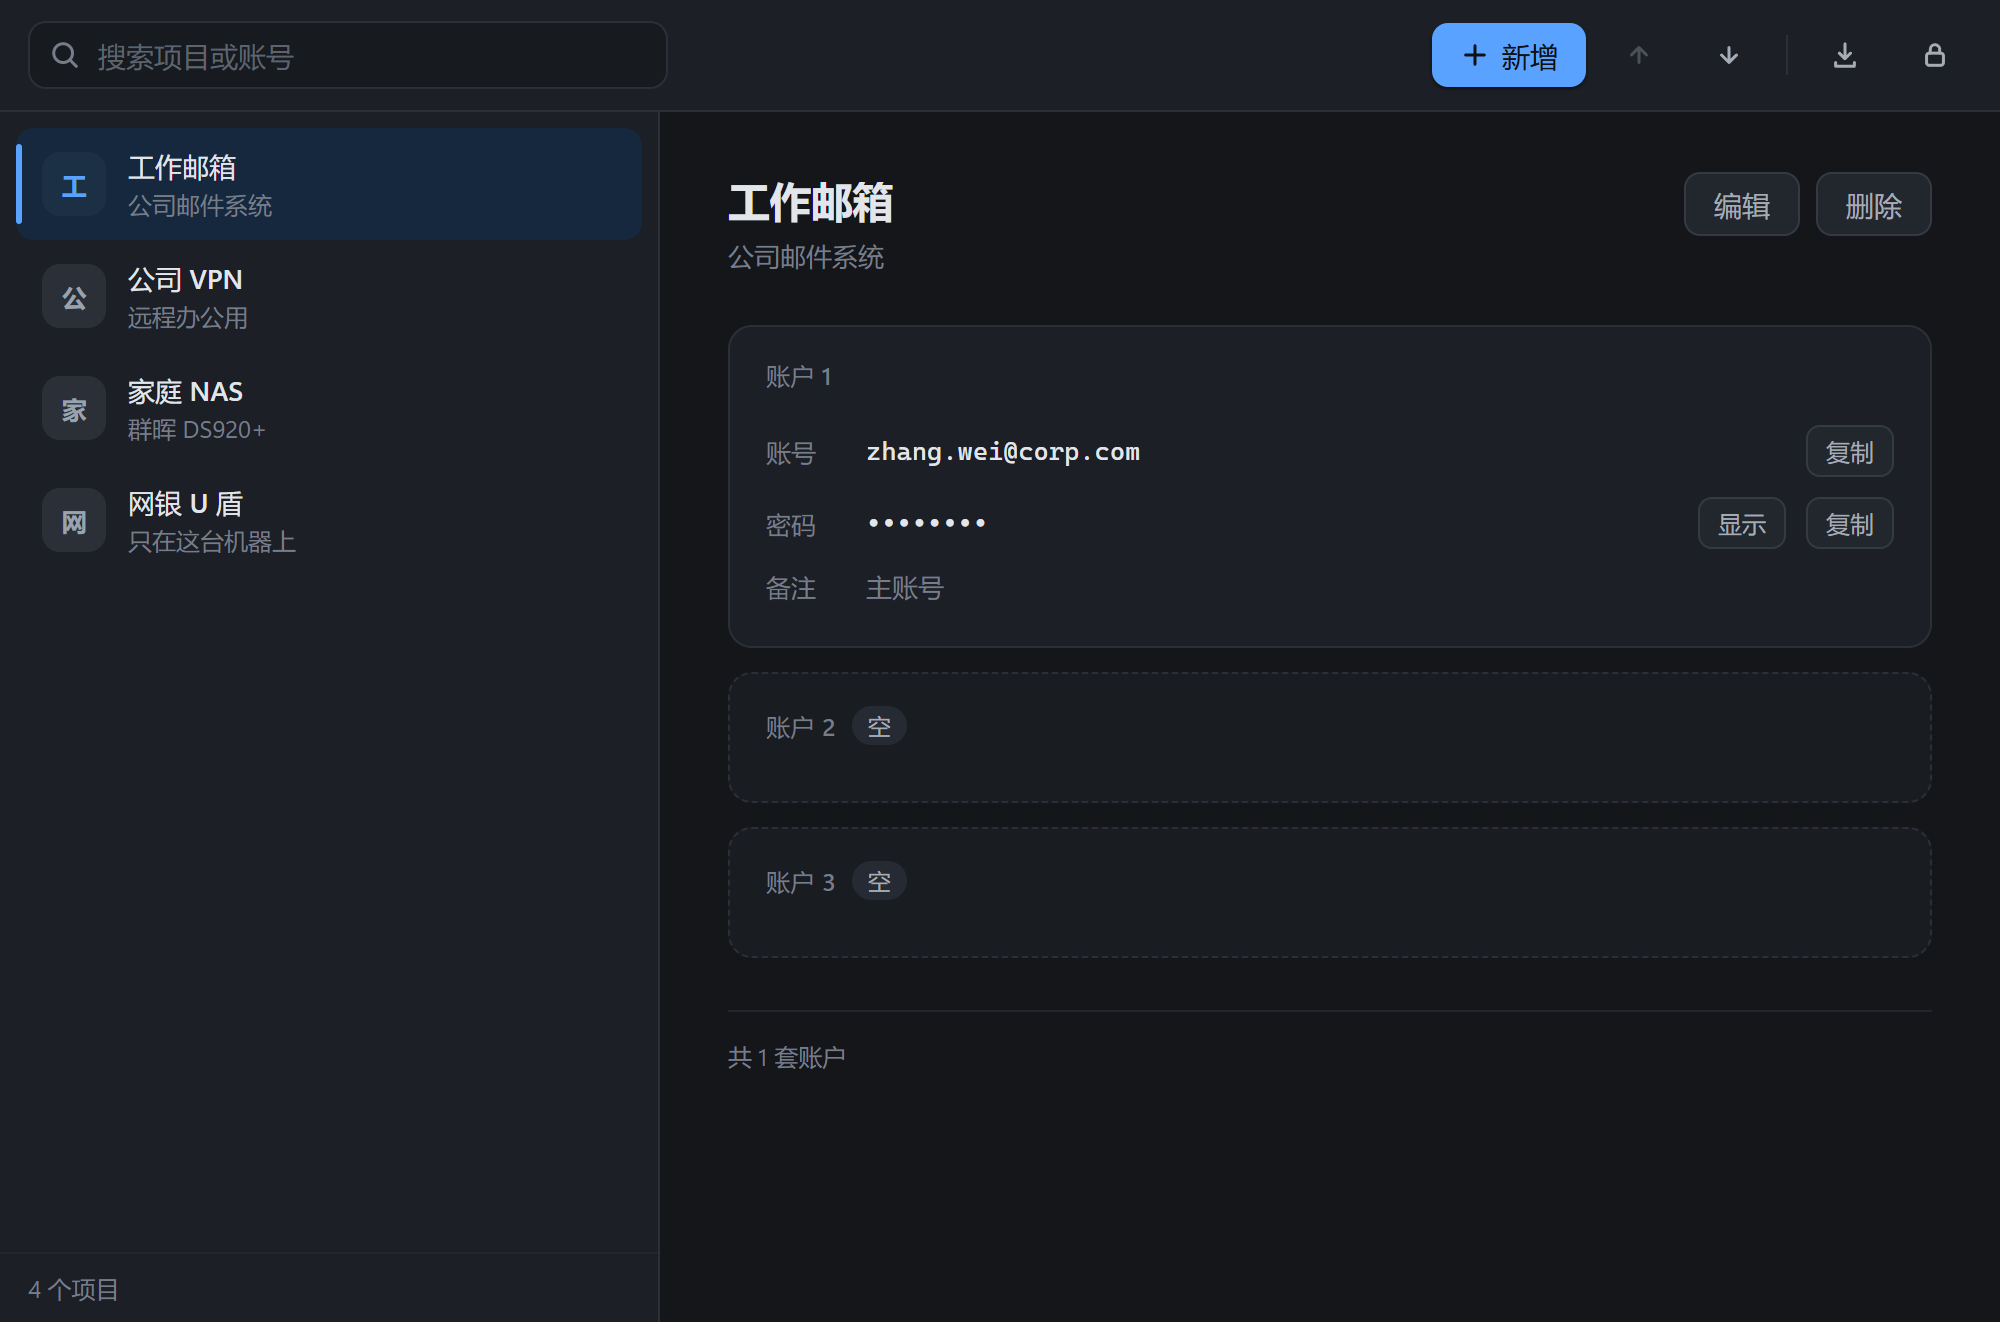 搜索项目或账号
新增
工
工作邮箱
公司邮件系统
公
公司 VPN
远程办公用
家
家庭 NAS
群晖 DS920+
网
网银 U 盾
只在这台机器上
4 个项目
工作邮箱
公司邮件系统
编辑
删除
账户 1
账号 zhang.wei@corp.com 复制
密码 •••••••• 显示 复制
备注 主账号
账户 2 空
账户 3 空
共 1 套账户